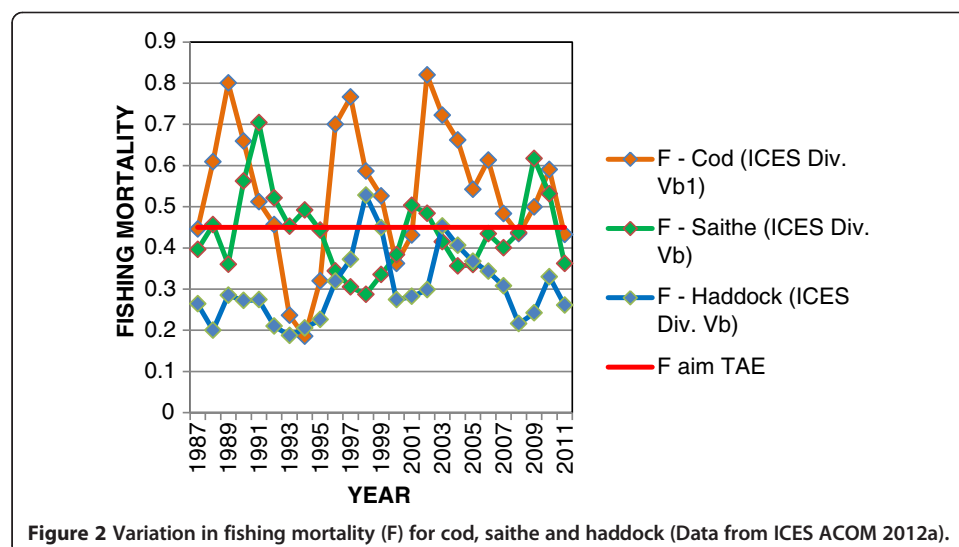 0.9
0.8
0.7
0.6
0.5
0.4
0.3
0.2
0.1
0
FISHING MORTALITY
1987
1989
1991
1993
1995
1997
1999
2001
2003
2005
2007
2009
2011
YEAR
F - Cod (ICES Div.
Vb1)
F - Saithe (ICES Div.
Vb)
F - Haddock (ICES
Div. Vb)
F aim TAE
Figure 2 Variation in fishing mortality (F) for cod, saithe and haddock (Data from ICES ACOM 2012a).